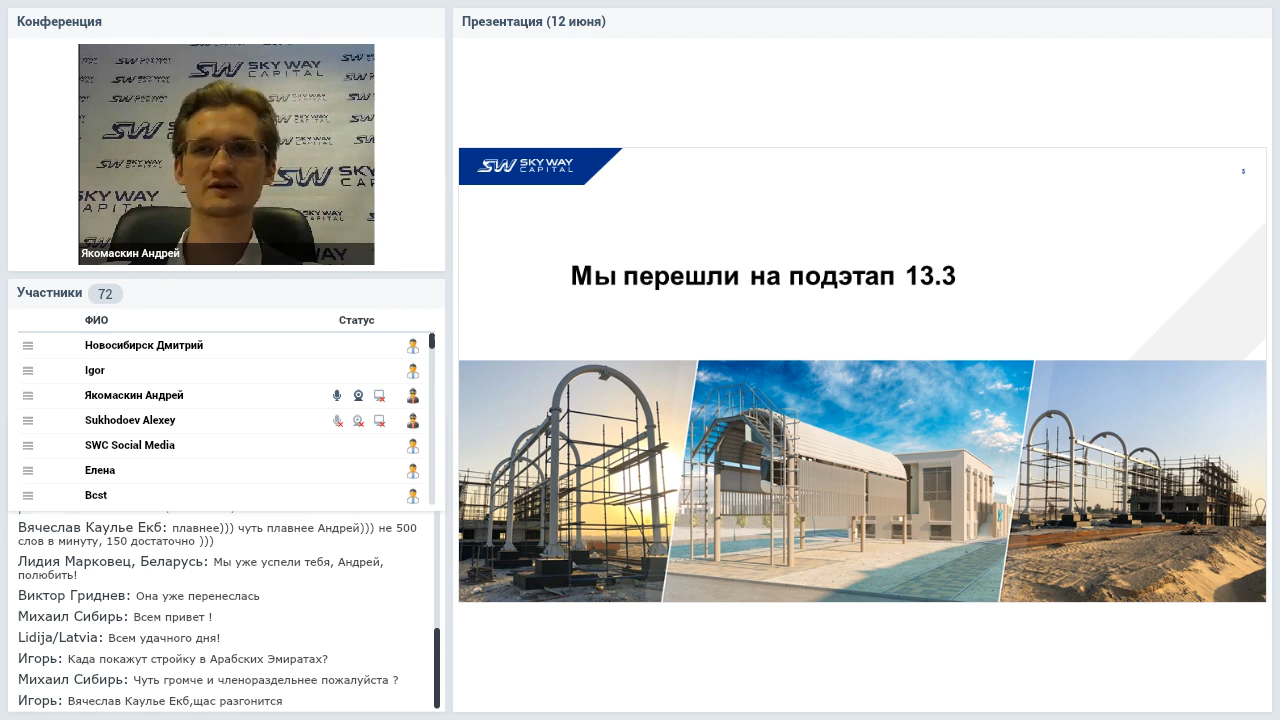 Конференция
SW SKY WAY CAPITAL
Якомаскин Андрей
Участники 72
ФИО Статус
Новосибирск Дмитрий
Igor
Якомаскин Андрей
Sukhodoev Alexey
SWC Social Media
Елена
Bcst
Вячеслав Каулье Екб: плавнее))) чуть плавнее Андрей))) не 500
слов в минуту, 150 достаточно )))
Лидия Марковец, Беларусь: Мы уже успели тебя, Андрей,
полюбить!
Виктор Гриднев: Она уже перенеслась
Михаил Сибирь: Всем привет !
Lidija/Latvia: Всем удачного дня!
Игорь: Када покажут стройку в Арабских Эмиратах?
Михаил Сибирь: Чуть громче и членораздельнее пожалуйста ?
Игорь: Вячеслав Каулье Екб,щас разгонится
Презентация (12 июня)
SW SKY WAY
CAPITAL
Мы перешли на подэтап 13.3